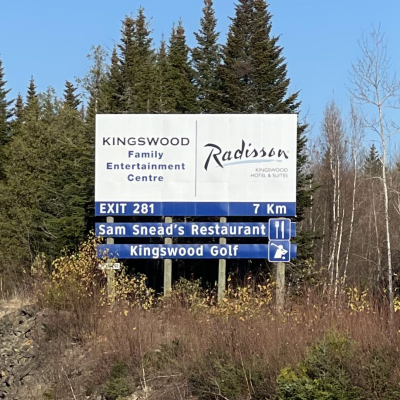 KINGSWOOD
Family
Entertainment
Centre
Radisson
KINGSWOOD
HOTEL & SUITES
EXIT 281 7 Km
Sam Snead's Restaurant
Kingswood Golf